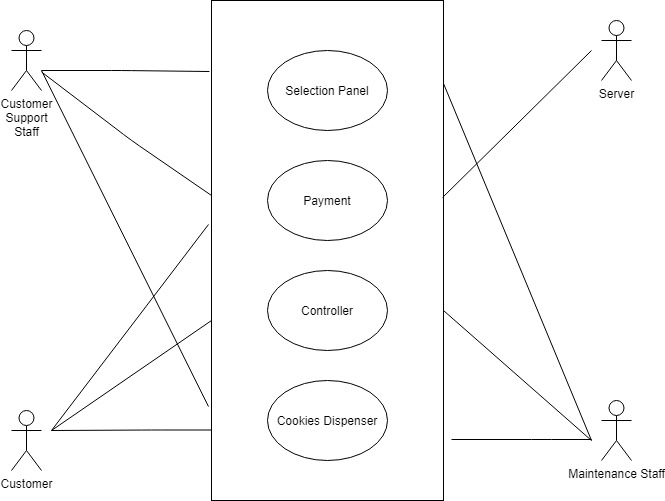 Selection Panel
Customer
Support
Staff
Server
Payment
Controller
Cookies Dispenser
Customer
Maintenance Staff